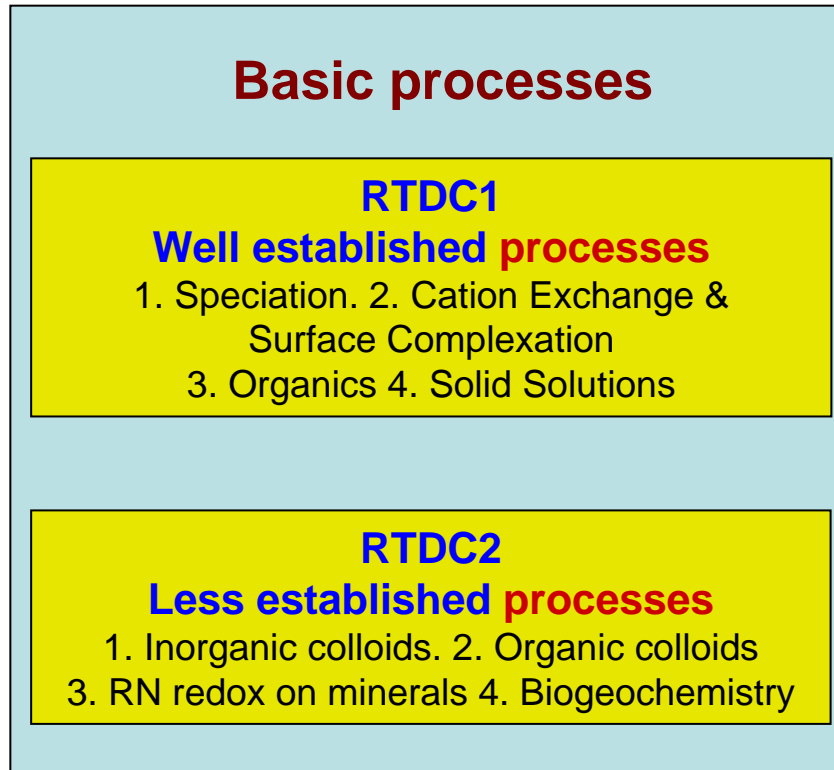 Basic processes
RTDC1
Well established processes
1. Speciation. 2. Cation Exchange &
Surface Complexation
3. Organics 4. Solid Solutions
RTDC2
Less established processes
1. Inorganic colloids. 2. Organic colloids
3. RN redox on minerals 4. Biogeochemistry